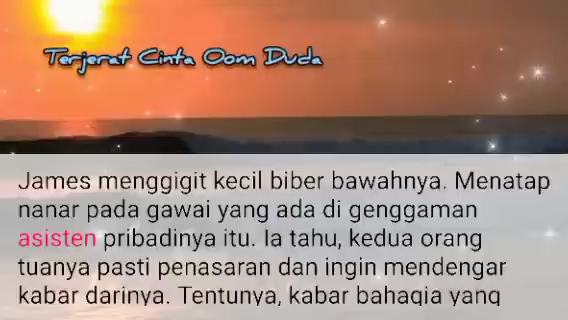 Terjerat Cinta Oom Duda
James menggigit kecil biber bawahnya. Menatap
nanar pada gawai yang ada di genggaman
asisten pribadinya itu. Ia tahu, kedua orang
tuanya pasti penasaran dan ingin mendengar
kabar darinya. Tentunya, kabar bahagia yang